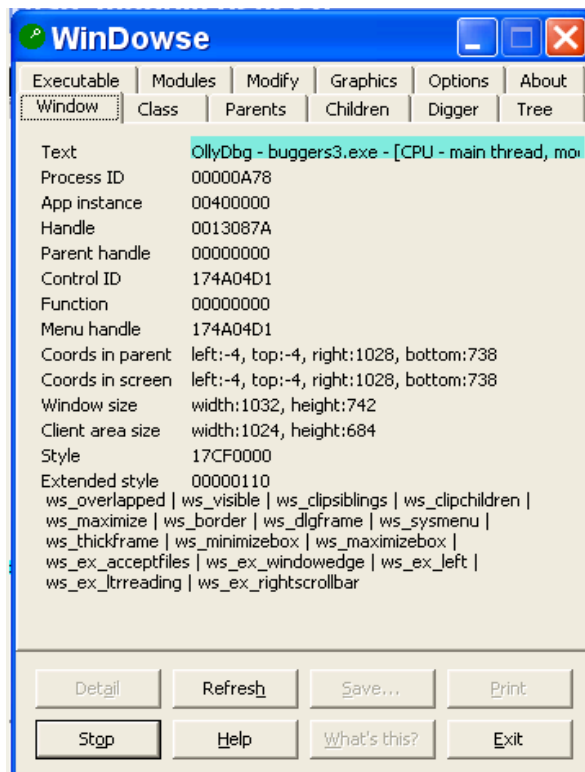 WinDowse
Executable Modules Modify Graphics Options About
Window Class Parents Children Digger Tree
Text OllyDbg - buggers3.exe - [CPU - main thread, mod
Process ID 00000A78
App instance 00400000
Handle 0013087A
Parent handle 00000000
Control ID 174A04D1
Function 00000000
Menu handle 174A04D1
Coords in parent left:-4, top:-4, right:1028, bottom:738
Coords in screen left:-4, top:-4, right:1028, bottom:738
Window size width:1032, height:742
Client area size width:1024, height:684
Style 17CF0000
Extended style 00000110
ws_overlapped | ws_visible | ws_clipsiblings | ws_clipchildren |
ws_maximize | ws_border | ws_dlgframe | ws_sysmenu |
ws_thickframe | ws_minimizebox | ws_maximizebox |
ws_ex_acceptfiles | ws_ex_windowedge | ws_ex_left |
ws_ex_ltrreading | ws_ex_rightscrollbar
Detail Refresh Save... Print
Stop Help What's this? Exit